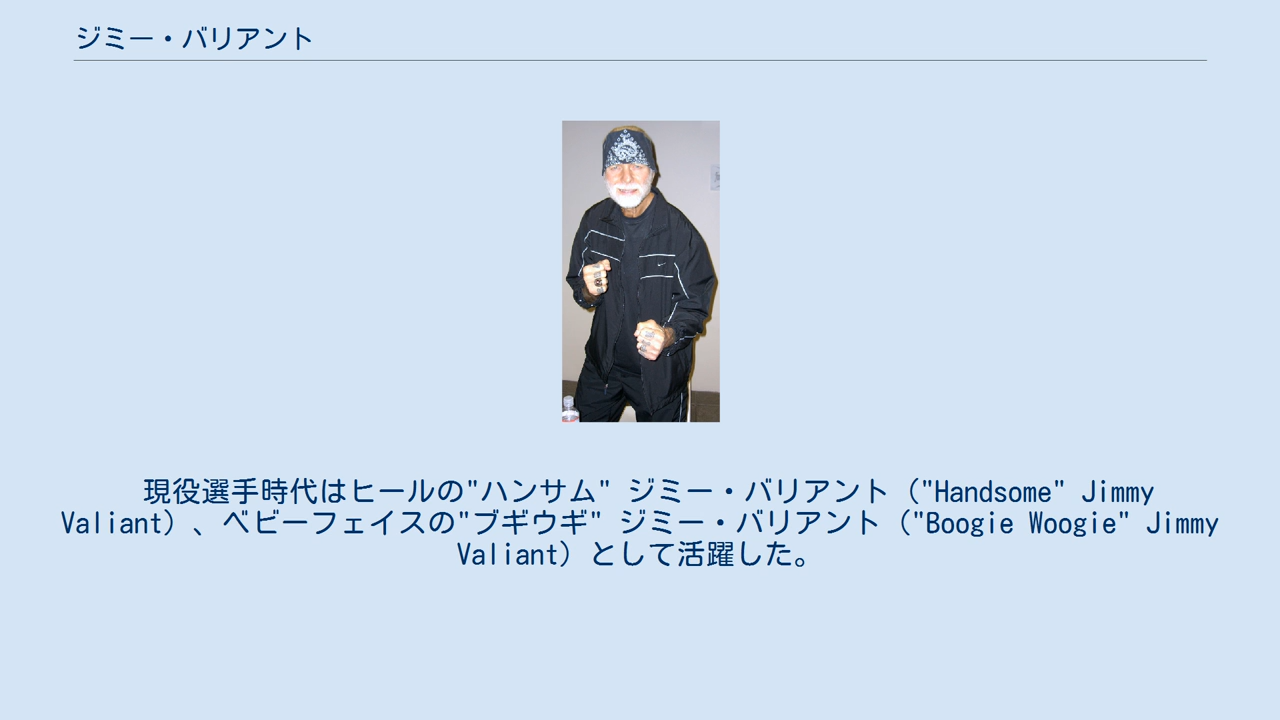 ジミー・バリアント
現役選手時代はヒールの"ハンサム" ジミー・バリアント（"Handsome" Jimmy
Valiant）、ベビーフェイスの"ブギウギ" ジミー・バリアント（"Boogie Woogie" Jimmy
Valiant）として活躍した。